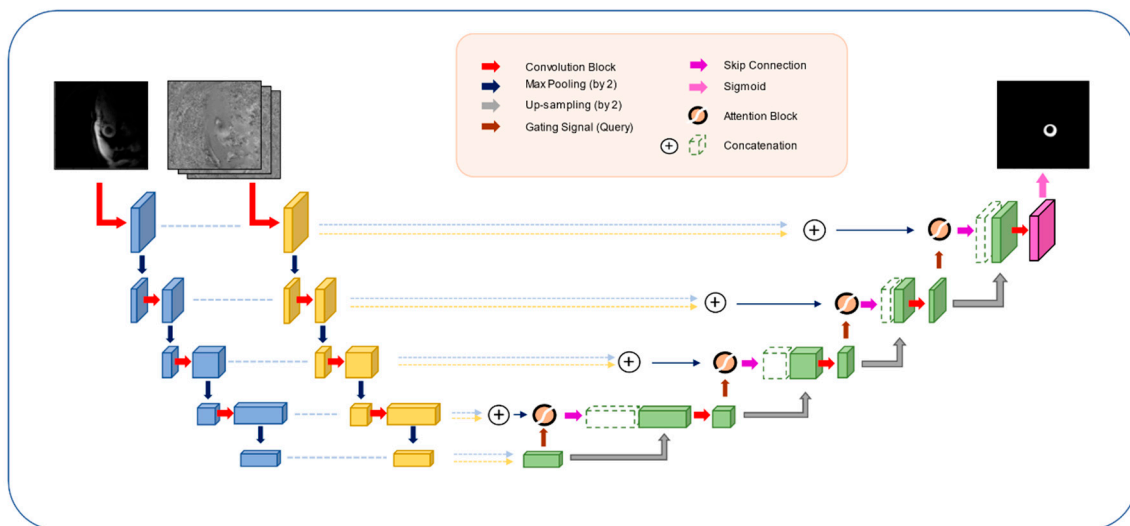 Convolution Block
Max Pooling (by 2)
Up-sampling (by 2)
Gating Signal (Query)
Skip Connection
Sigmoid
Attention Block
Concatenation